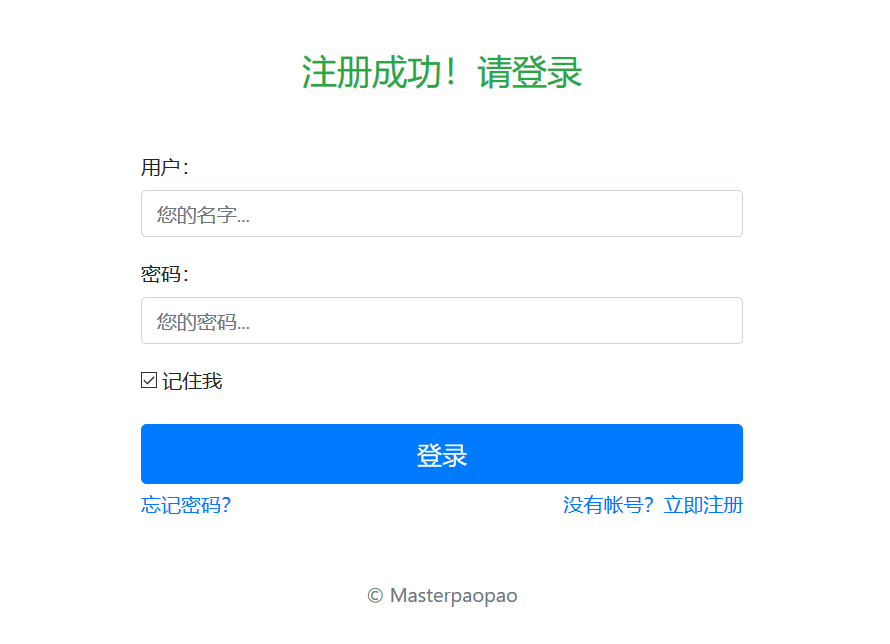 注册成功！请登录
用户：
您的名字...
密码：
您的密码...
记住我
登录
忘记密码？
没有帐号？立即注册
© Masterpaopao